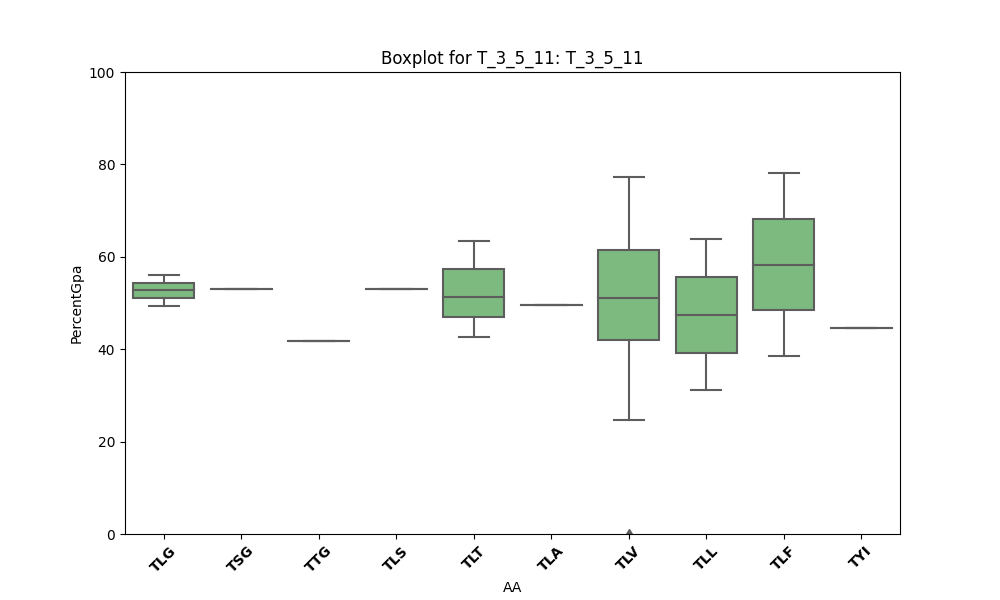 Boxplot for T_3_5_11: T_3_5_11
100
80
60
40
20
0
PercentGpa
TLG TSG TTG TLS TLT TLA TLV TLL TLF TYI
AA